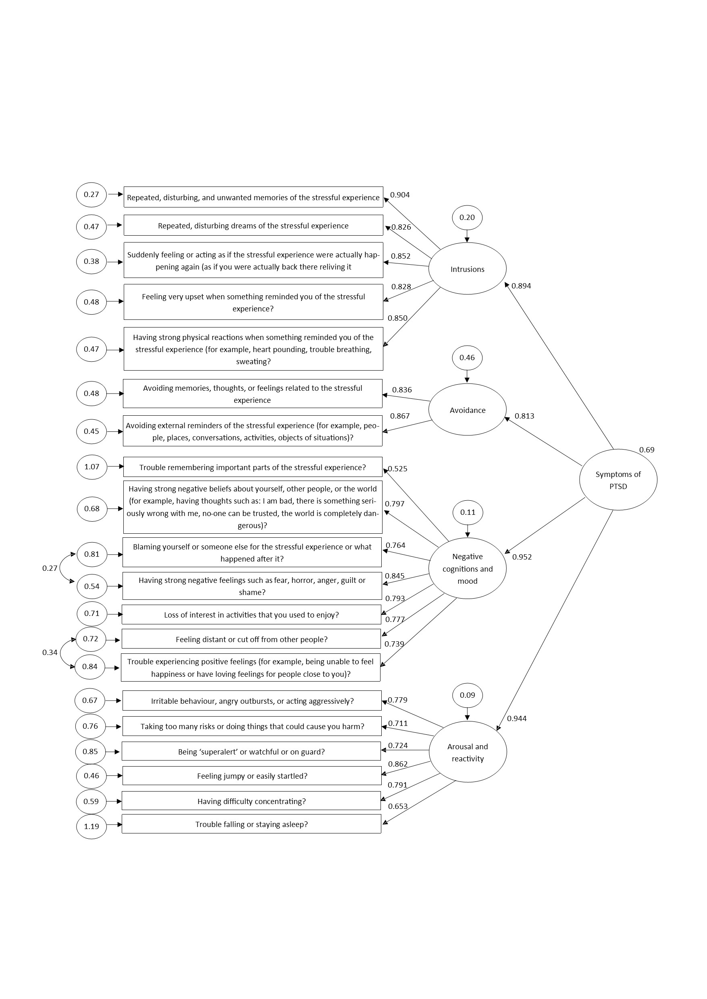 0.27
Repeated, disturbing, and unwanted memories of the stressful experience
0.904
0.47
Repeated, disturbing dreams of the stressful experience
0.826
0.20
0.38
Suddenly feeling or acting as if the stressful experience were actually hap-
pening again (as if you were actually back there reliving it
0.852
Intrusions
0.894
0.48
Feeling very upset when something reminded you of the stressful
experience?
0.828
0.850
0.47
Having strong physical reactions when something reminded you of the
stressful experience (for example, heart pounding, trouble breathing,
sweating?
0.46
0.48
Avoiding memories, thoughts, or feelings related to the stressful
experience
0.836
Avoidance
0.813
0.45
Avoiding external reminders of the stressful experience (for example, peo-
ple, places, conversations, activities, objects of situations)?
0.867
0.69
Symptoms of
PTSD
1.07
Trouble remembering important parts of the stressful experience?
0.525
0.68
Having strong negative beliefs about yourself, other people, or the world
(for example, having thoughts such as: I am bad, there is something seri-
ously wrong with me, no-one can be trusted, the world is completely dan-
gerous)?
0.797
0.11
0.81
Blaming yourself or someone else for the stressful experience or what
happened after it?
0.764
Negative
cognitions and
mood
0.952
0.27
0.54
Having strong negative feelings such as fear, horror, anger, guilt or
shame?
0.845
0.793
0.71
Loss of interest in activities that you used to enjoy?
0.777
0.72
Feeling distant or cut off from other people?
0.739
0.34
0.84
Trouble experiencing positive feelings (for example, being unable to feel
happiness or have loving feelings for people close to you)?
0.09
0.67
Irritable behaviour, angry outbursts, or acting aggressively?
0.779
0.944
0.76
Taking too many risks or doing things that could cause you harm?
0.711
0.85
Being ‘superalert’ or watchful or on guard?
0.724
Arousal and
reactivity
0.46
Feeling jumpy or easily startled?
0.862
0.791
0.59
Having difficulty concentrating?
0.653
1.19
Trouble falling or staying asleep?